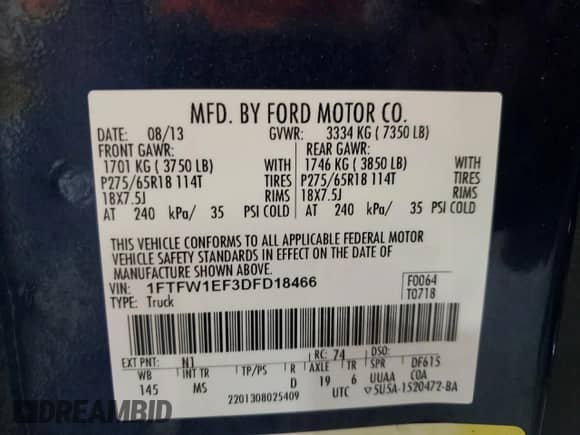 MFD. BY FORD MOTOR CO.
DATE: 08/13 GVWR: 3334 KG ( 7350 LB)
FRONT GAWR: REAR GAWR:
1701 KG ( 3750 LB) WITH 1746 KG ( 3850 LB) WITH
P275/65R18 114T TIRES P275/65R18 114T TIRES
18X7.5J RIMS 18X7.5J RIMS
AT 240 kPa/ 35 PSI COLD AT 240 kPa/ 35 PSI COLD
THIS VEHICLE CONFORMS TO ALL APPLICABLE FEDERAL MOTOR
VEHICLE SAFETY STANDARDS IN EFFECT ON THE DATE OF
MANUFACTURE SHOWN ABOVE.
VIN: 1FTFW1EF3DFD18466 F0064
TYPE: Truck T0718
EXT PNT: N1 RC: 74 DSO:
WB INT TR TP/PS R AXLE TR SPR DF615
145 MS D 19 6 UUAA COA
2201308025409 UTC ▽5U5A-1520472-BA
DREAMBID